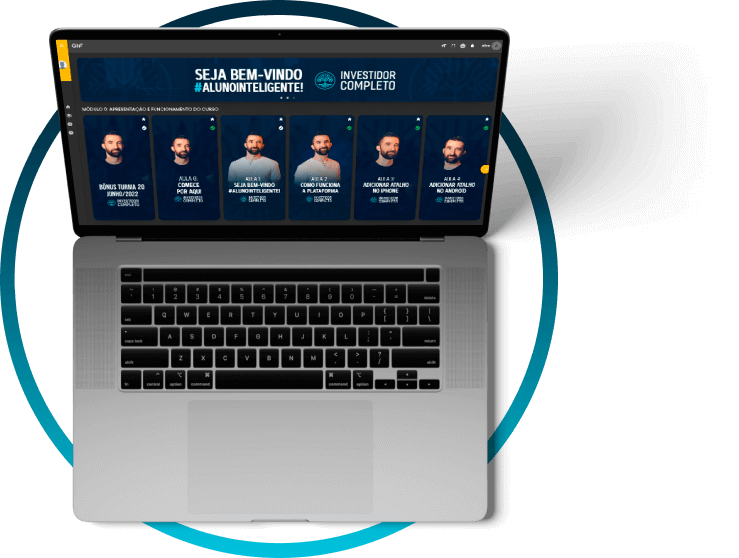 SEJA BEM-VINDO
#ALUNOINTELIGENTE!
INVESTIDOR
COMPLETO
MÓDULO 0: APRESENTAÇÃO E FUNCIONAMENTO DO CURSO
BÔNUS TURMA 20
JUNHO/2022
INVESTIDOR
COMPLETO
AULA 0:
COMECE
POR AQUI
INVESTIDOR
COMPLETO
AULA 1:
SEJA BEM-VINDO
#ALUNOINTELIGENTE!
INVESTIDOR
COMPLETO
AULA 2:
COMO FUNCIONA
A PLATAFORMA
INVESTIDOR
COMPLETO
AULA 3:
ADICIONAR ATALHO
NO IPHONE
INVESTIDOR
COMPLETO
AULA 4:
ADICIONAR ATALHO
NO ANDROID
INVESTIDOR
COMPLETO
esc
~ ! @ # $ % ^ & * ( )
1 2 3 4 5 6 7 8 9 0 - = delete
tab Q W E R T Y U I O P { } |
[ ] \
caps lock A S D F G H J K L : " return
; '
shift Z X C V B N M < > ? shift
, . /
fn control option command command option